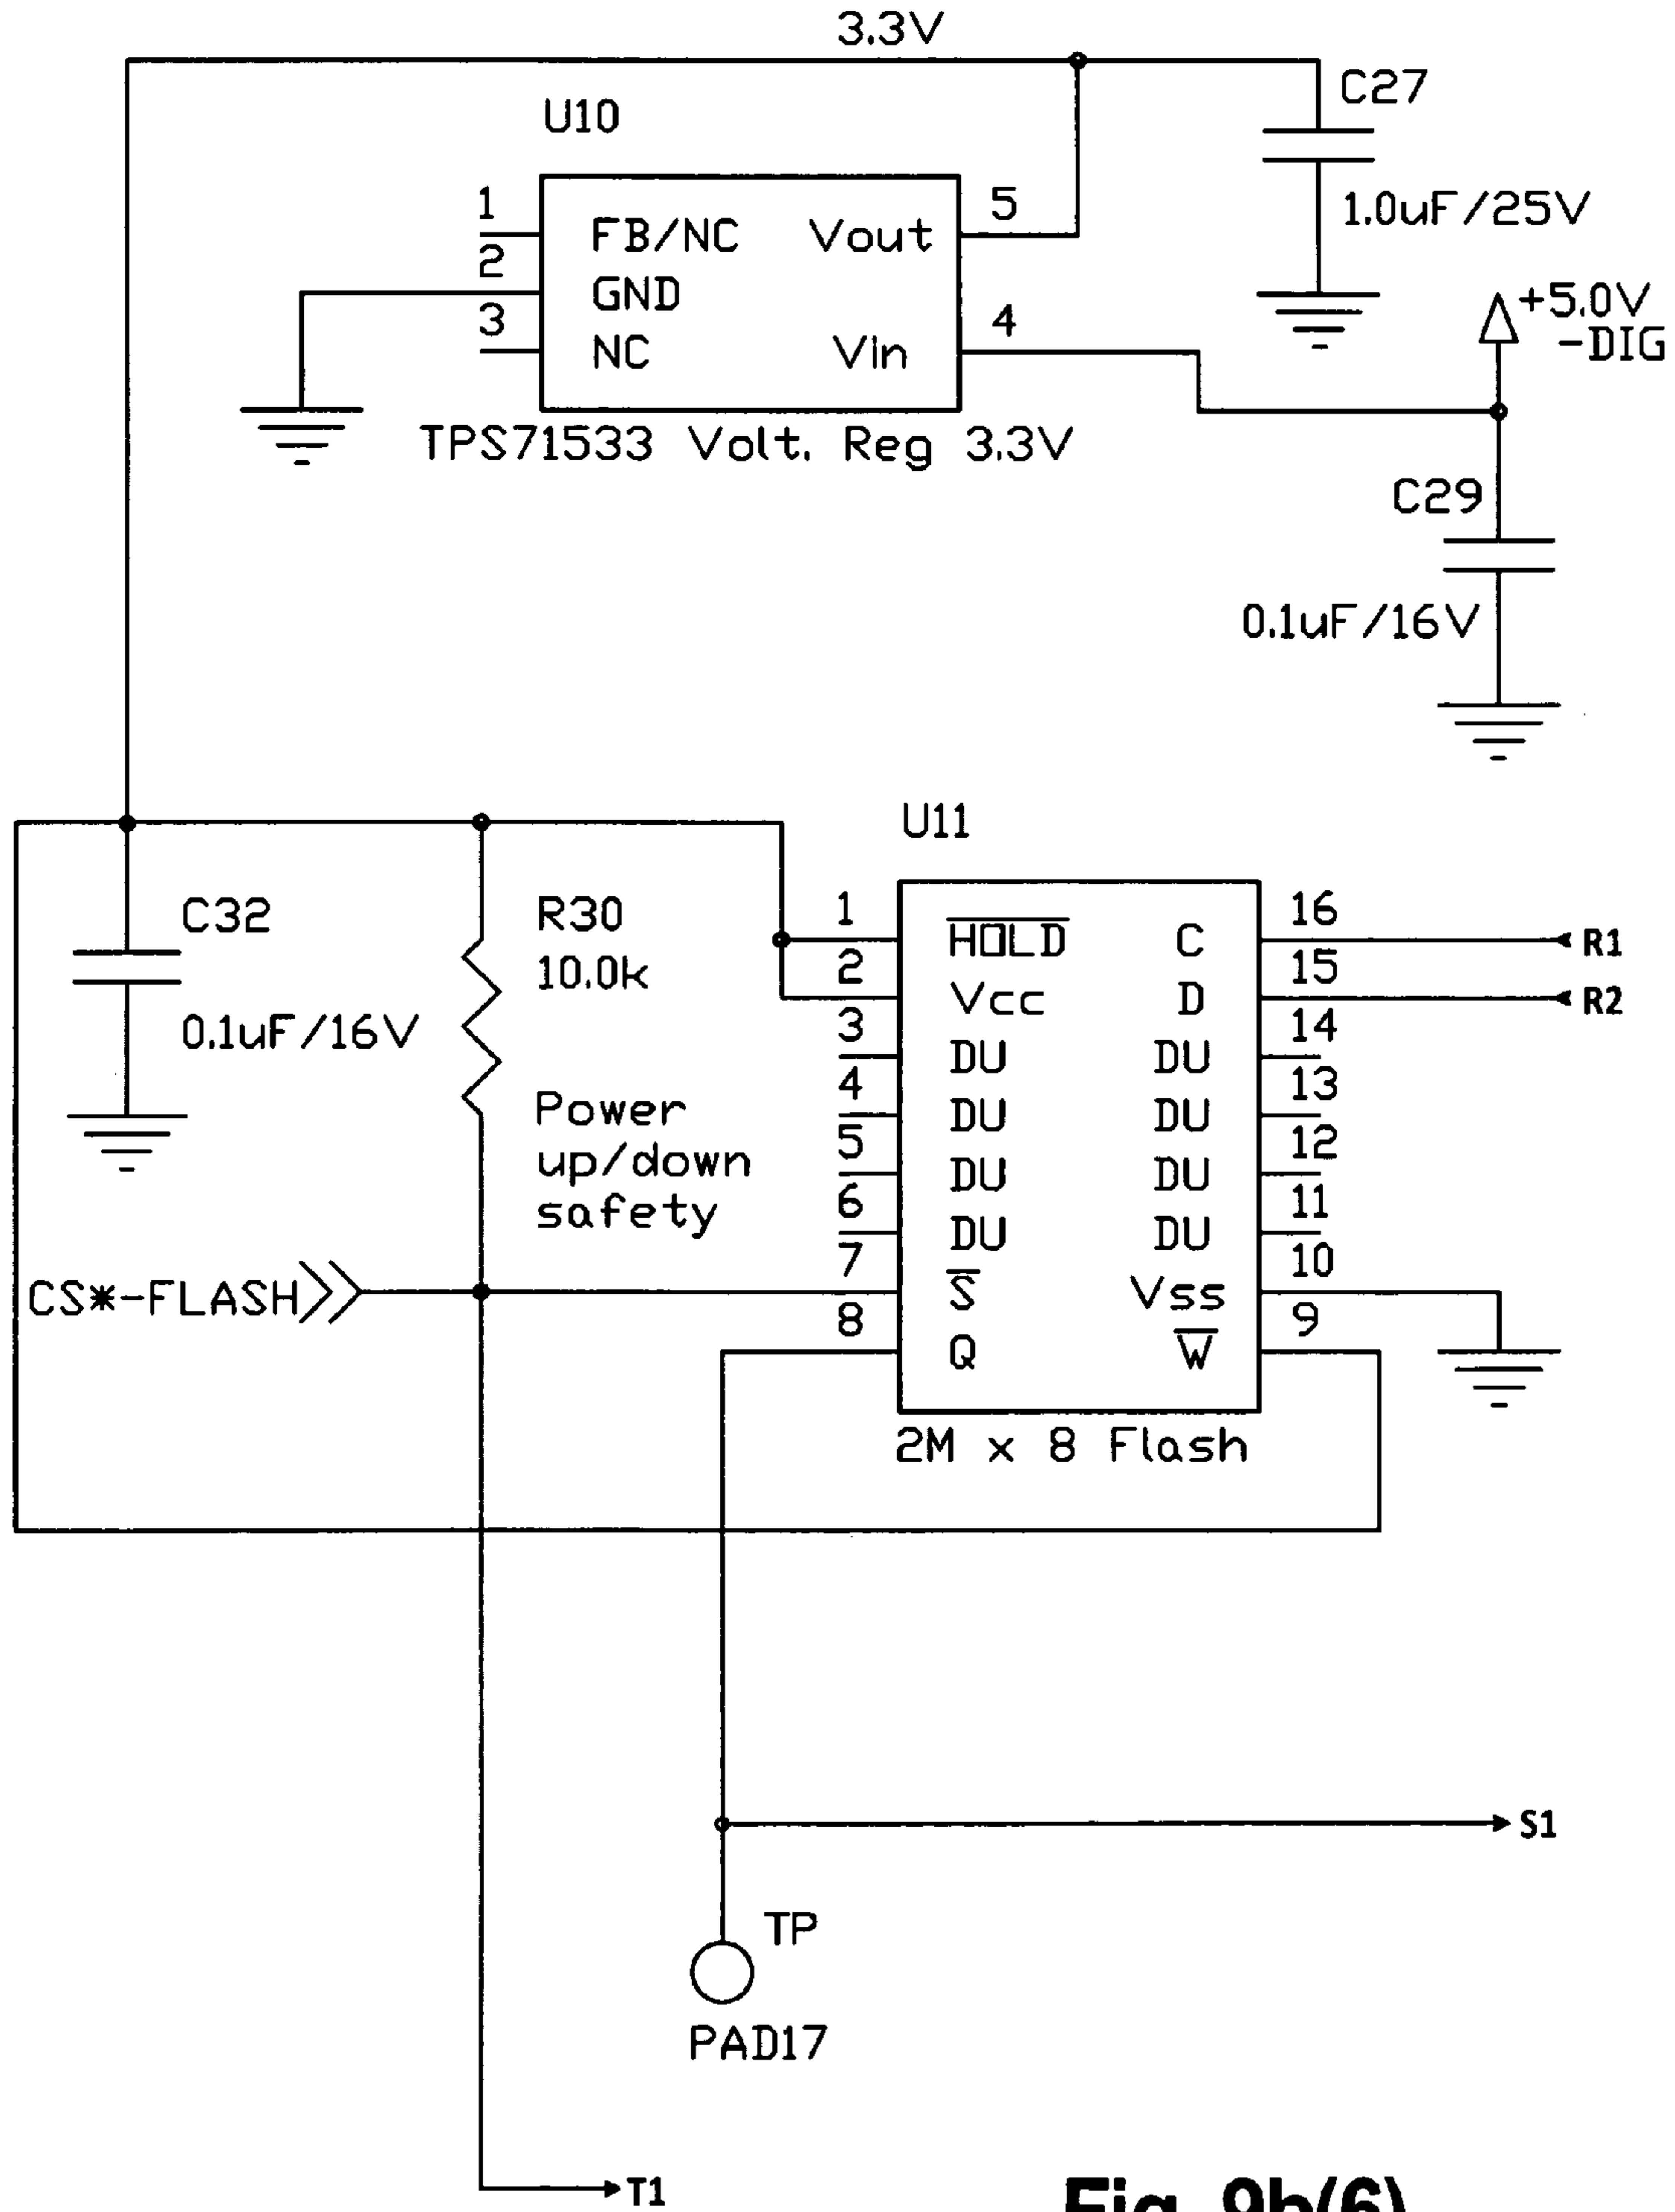 3.3V
C27
1.0uF/25V
U10
1
2
3
FB/NC
GND
NC
Vout
Vin
5
4
TPS71533 Volt. Reg 3.3V
+5.0V
-DIG
C29
0.1uF/16V
C32
0.1uF/16V
R30
10.0k
Power
up/down
safety
CS*-FLASH
U11
1
2
3
4
5
6
7
8
HOLD
Vcc
DU
DU
DU
DU
S
Q
C
D
DU
DU
DU
DU
Vss
W
16
15
14
13
12
11
10
9
R1
R2
2M x 8 Flash
S1
TP
PAD17
T1
Fig. 9b(6)